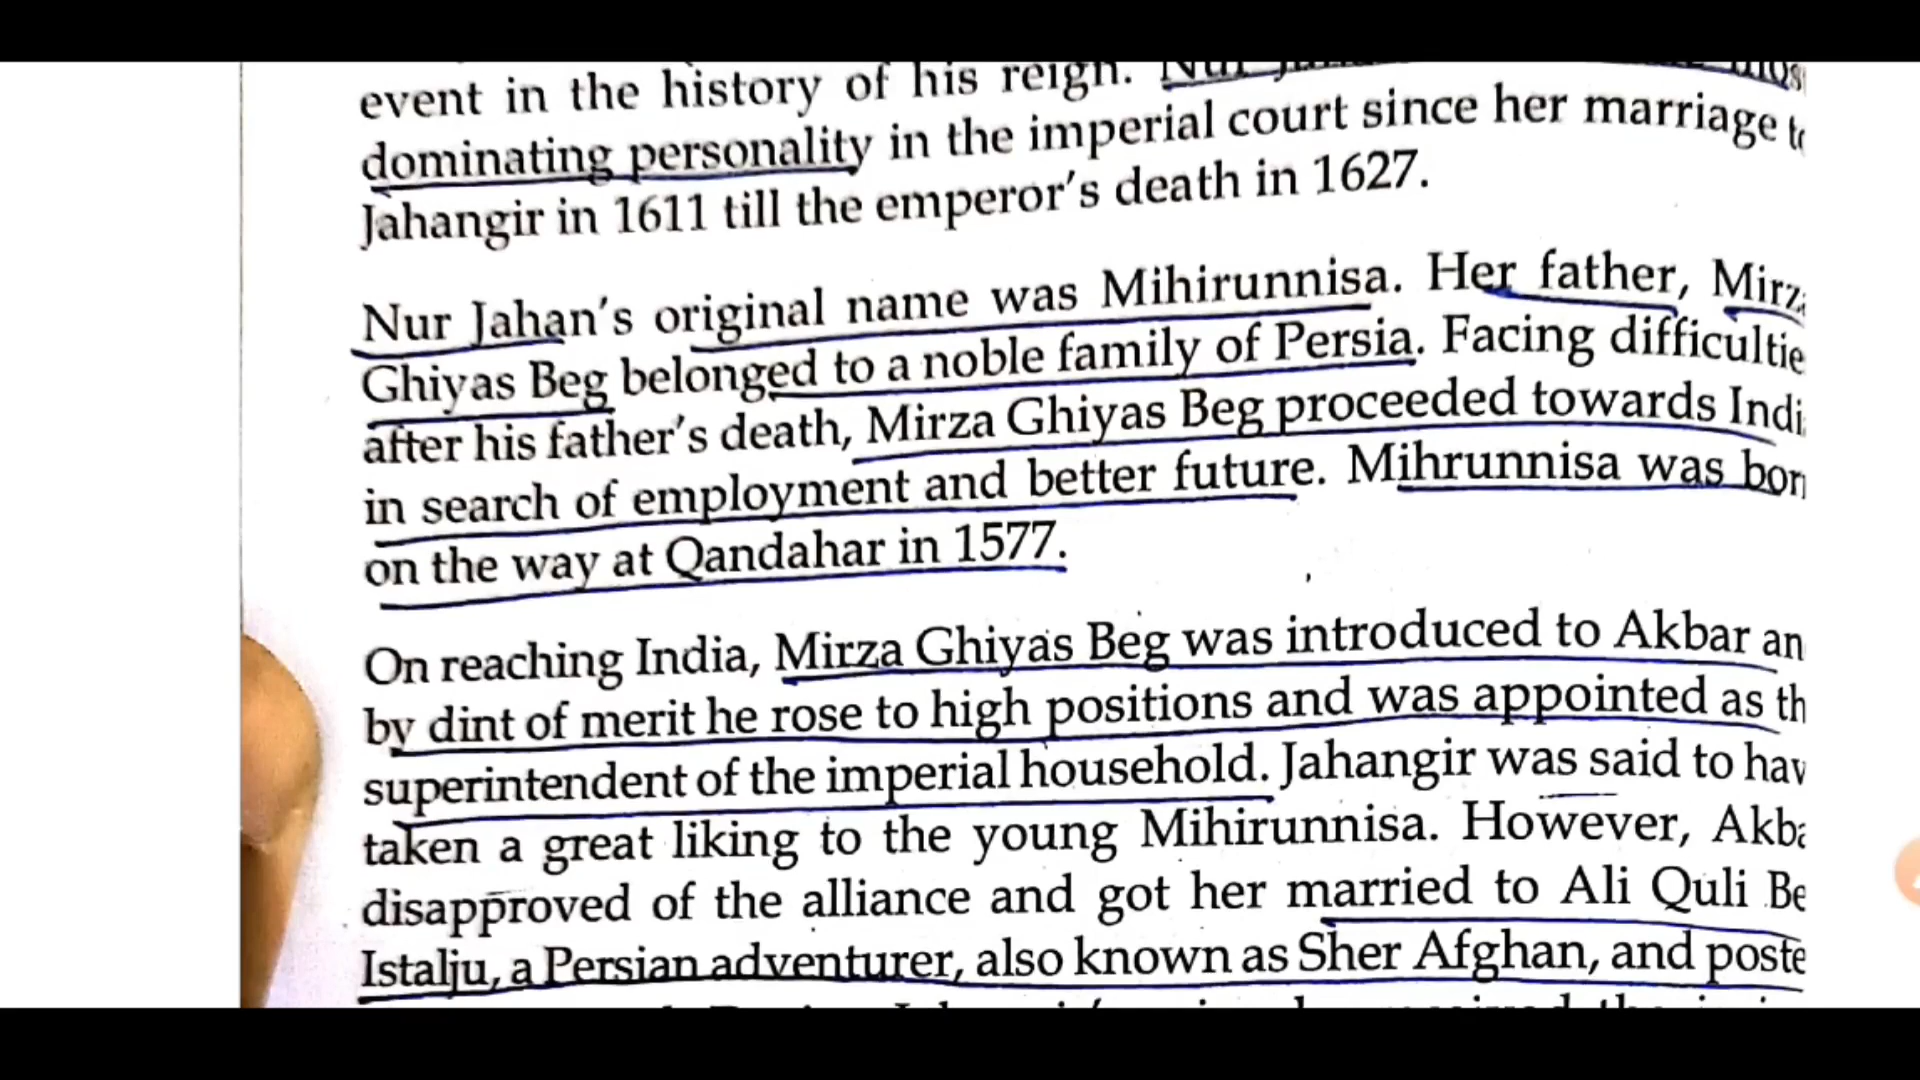 event in the history of his reign. Nur
dominating personality in the imperial court since her marriage
Jahangir in 1611 till the emperor's death in 1627.
Nur Jahan's original name was Mihirunnisa. Her father, Mirz
Ghiyas Beg belonged to a noble family of Persia. Facing difficultie
after his father's death, Mirza Ghiyas Beg proceeded towards Indi
in search of employment and better future. Mihrunnisa was born
on the way at Qandahar in 1577.
On reaching India, Mirza Ghiyas Beg was introduced to Akbar an
by dint of merit he rose to high positions and was appointed as th
superintendent of the imperial household. Jahangir was said to hav
taken a great liking to the young Mihirunnisa. However, Akba
disapproved of the alliance and got her married to Ali Quli Be
Istalju, a Persian adventurer, also known as Sher Afghan, and poste